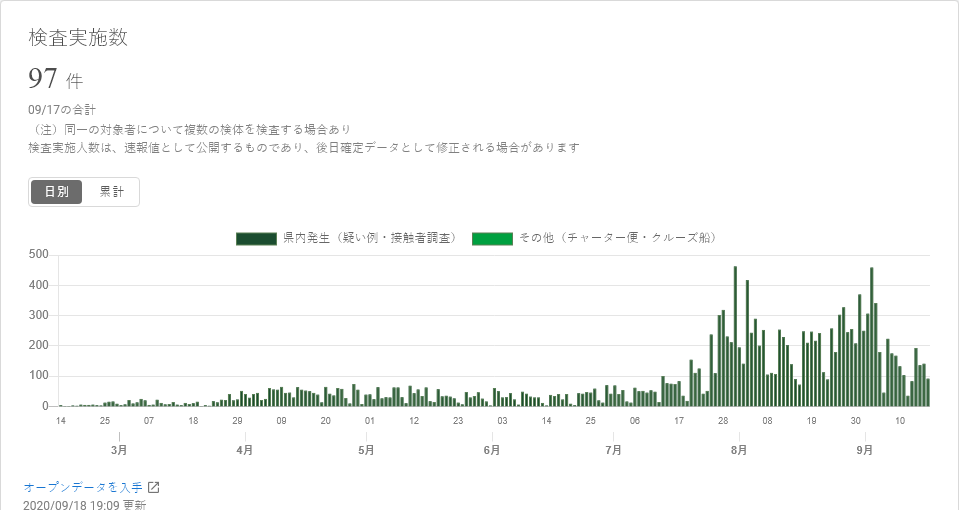 検査実施数
97 件
09/17の合計
（注）同一の対象者について複数の検体を検査する場合あり
検査実施人数は、速報値として公開するものであり、後日確定データとして修正される場合があります
日別 累計
県内発生（疑い例・接触者調査） その他（チャーター便・クルーズ船）
500
400
300
200
100
0
14 25 07 18 29 09 20 01 12 23 03 14 25 06 17 28 08 19 30 10
3月 4月 5月 6月 7月 8月 9月
オープンデータを入手
2020/09/18 19:09 更新